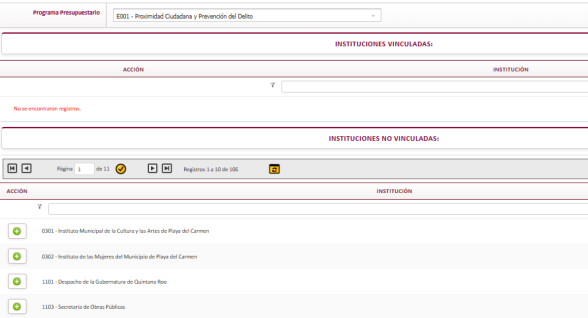 Programa Presupuestario E001 - Proximidad Ciudadana y Prevención del Delito
INSTITUCIONES VINCULADAS:
ACCIÓN INSTITUCIÓN
No se encontraron registros.
INSTITUCIONES NO VINCULADAS:
Página 1 de 11 Registros 1 a 10 de 106
ACCIÓN INSTITUCIÓN
0301 - Instituto Municipal de la Cultura y las Artes de Playa del Carmen
0302 - Instituto de las Mujeres del Municipio de Playa del Carmen
1101 - Despacho de la Gubernatura de Quintana Roo
1103 - Secretaría de Obras Públicas